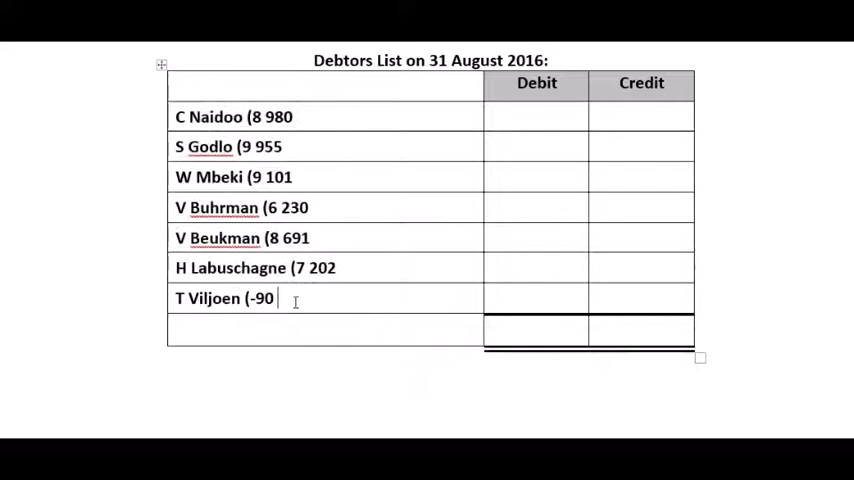 Debtors List on 31 August 2016:
Debit Credit
C Naidoo (8 980
S Godlo (9 955
W Mbeki (9 101
V Buhrman (6 230
V Beukman (8 691
H Labuschagne (7 202
T Viljoen (-90